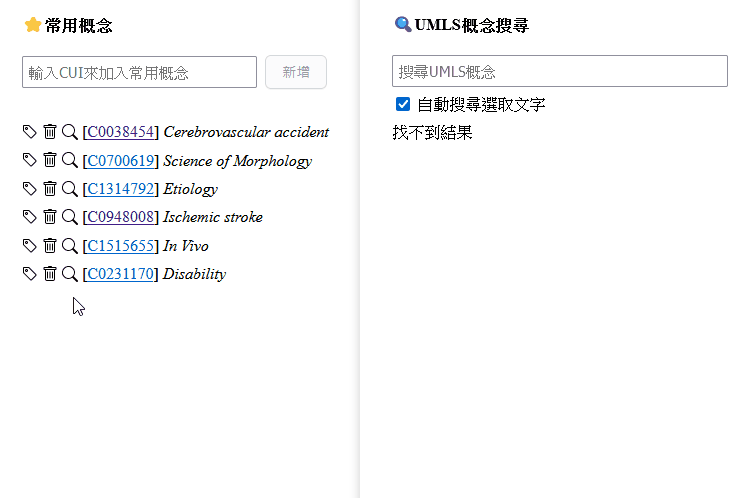 常用概念
輸入CUI來加入常用概念
新增
[C0038454] Cerebrovascular accident
[C0700619] Science of Morphology
[C1314792] Etiology
[C0948008] Ischemic stroke
[C1515655] In Vivo
[C0231170] Disability
UMLS概念搜尋
搜尋UMLS概念
自動搜尋選取文字
找不到結果